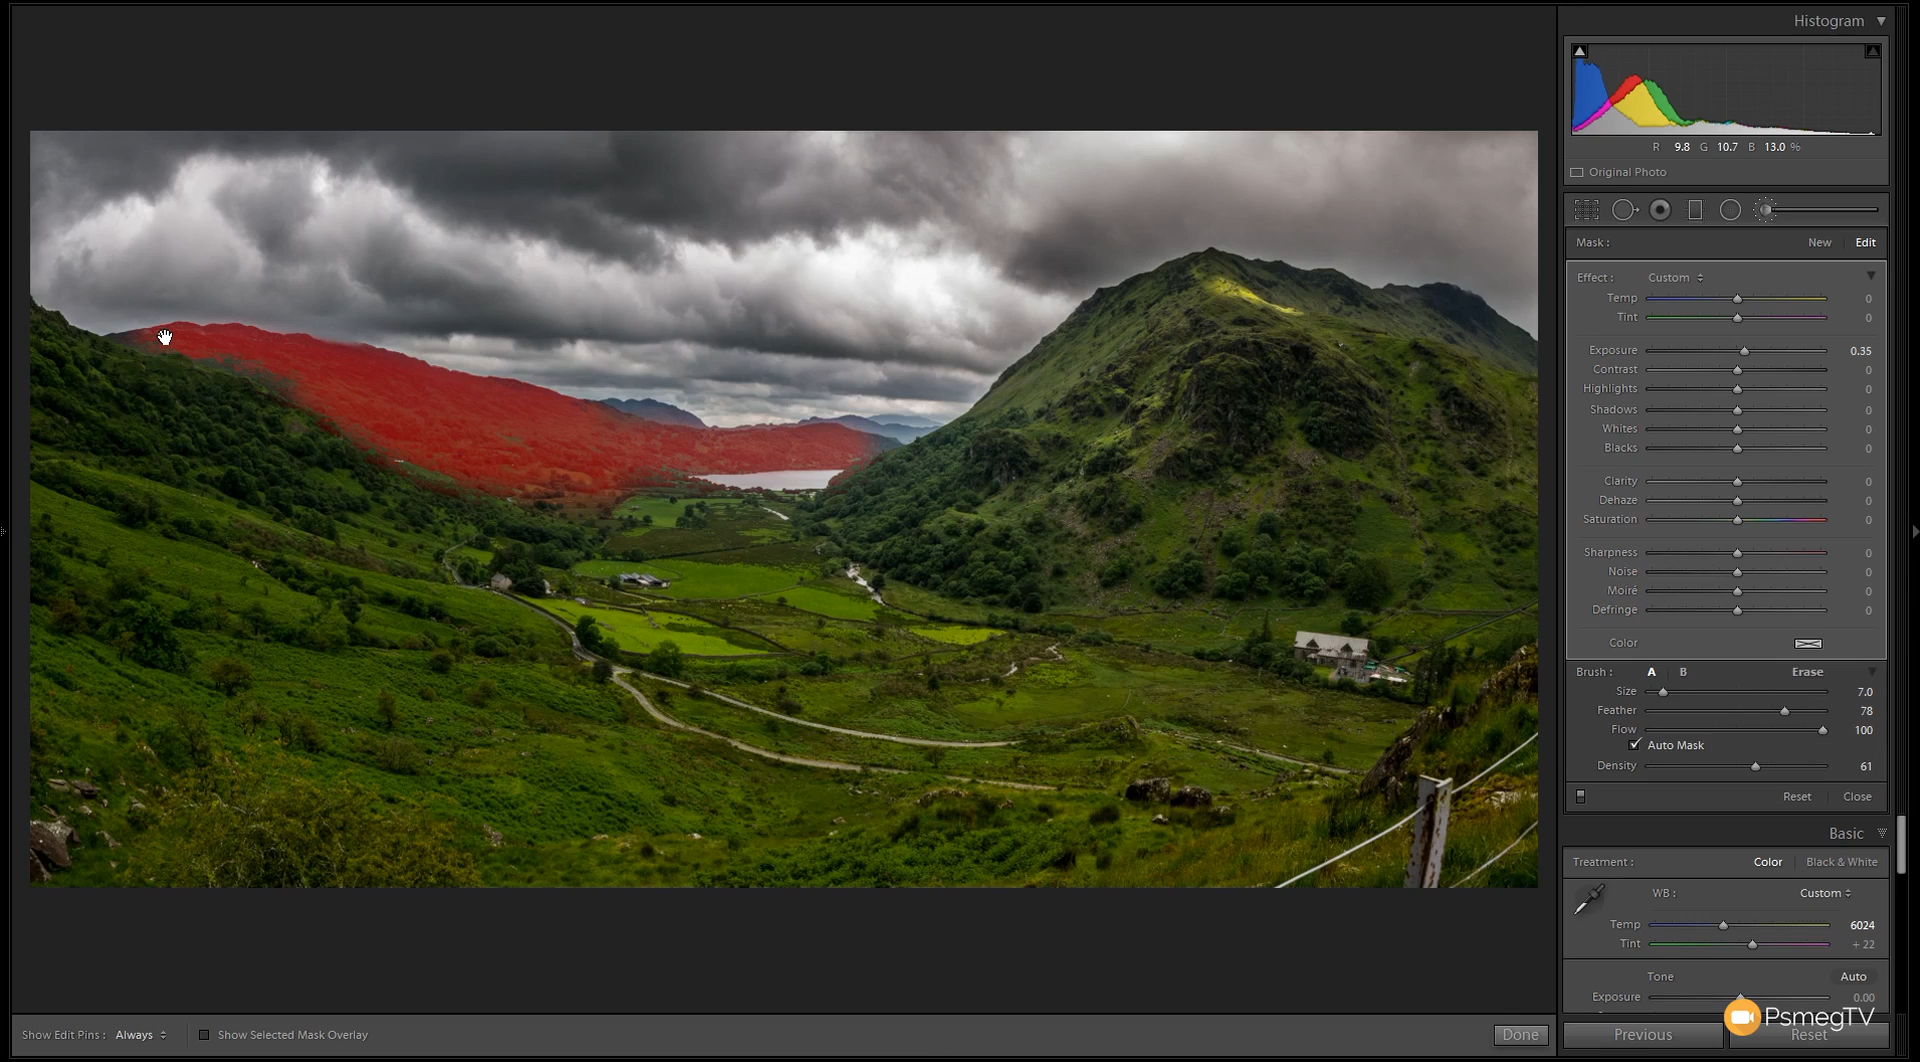 Histogram
R 9.8 G 10.7 B 13.0 %
Original Photo
Mask : New Edit
Effect : Custom
Temp 0
Tint 0
Exposure 0.35
Contrast 0
Highlights 0
Shadows 0
Whites 0
Blacks 0
Clarity 0
Dehaze 0
Saturation 0
Sharpness 0
Noise 0
Moiré 0
Defringe 0
Color
Brush : A B Erase
Size 7.0
Feather 78
Flow 100
Auto Mask
Density 61
Reset Close
Basic
Treatment : Color Black & White
WB : Custom
Temp 6024
Tint + 22
Tone Auto
Exposure 0.00
PsmegTV
Show Edit Pins : Always Show Selected Mask Overlay Done Previous Reset